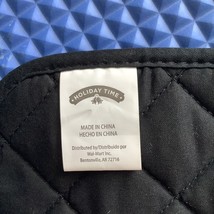 HOLIDAY TIME
MADE IN CHINA
HECHO EN CHINA
Distributed by/Distribuido por
Wal-Mart Inc.,
Bentonville, AR 72716